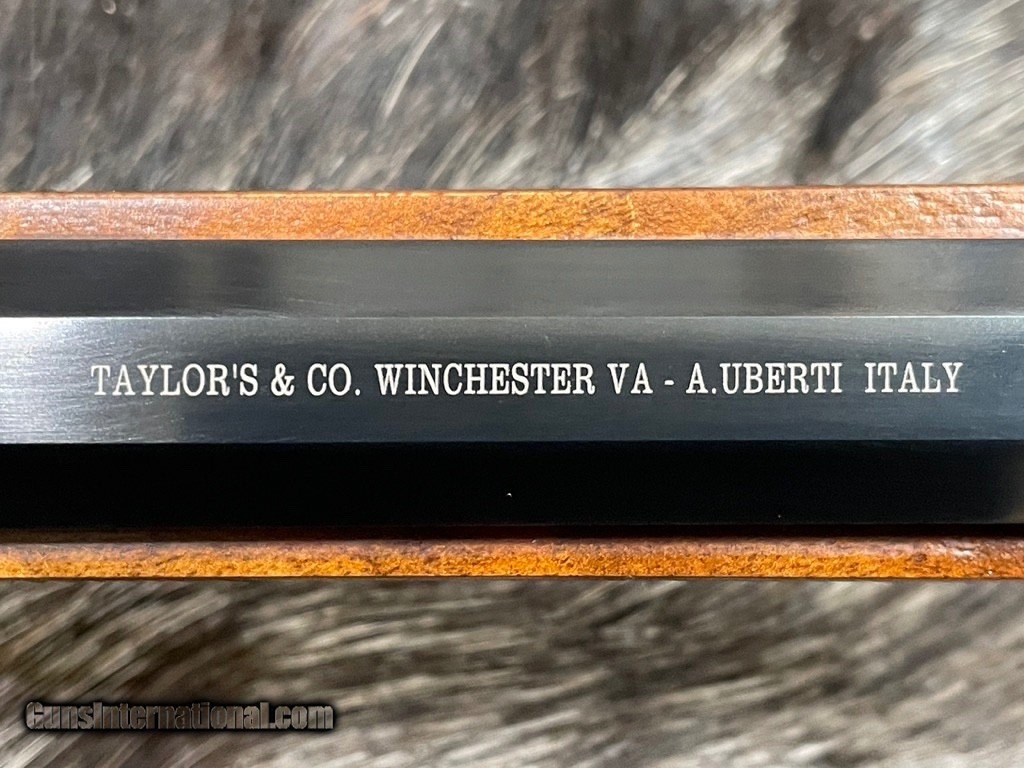 TAYLOR'S & CO. WINCHESTER VA - A.UBERTI ITALY
GunsInternational.com